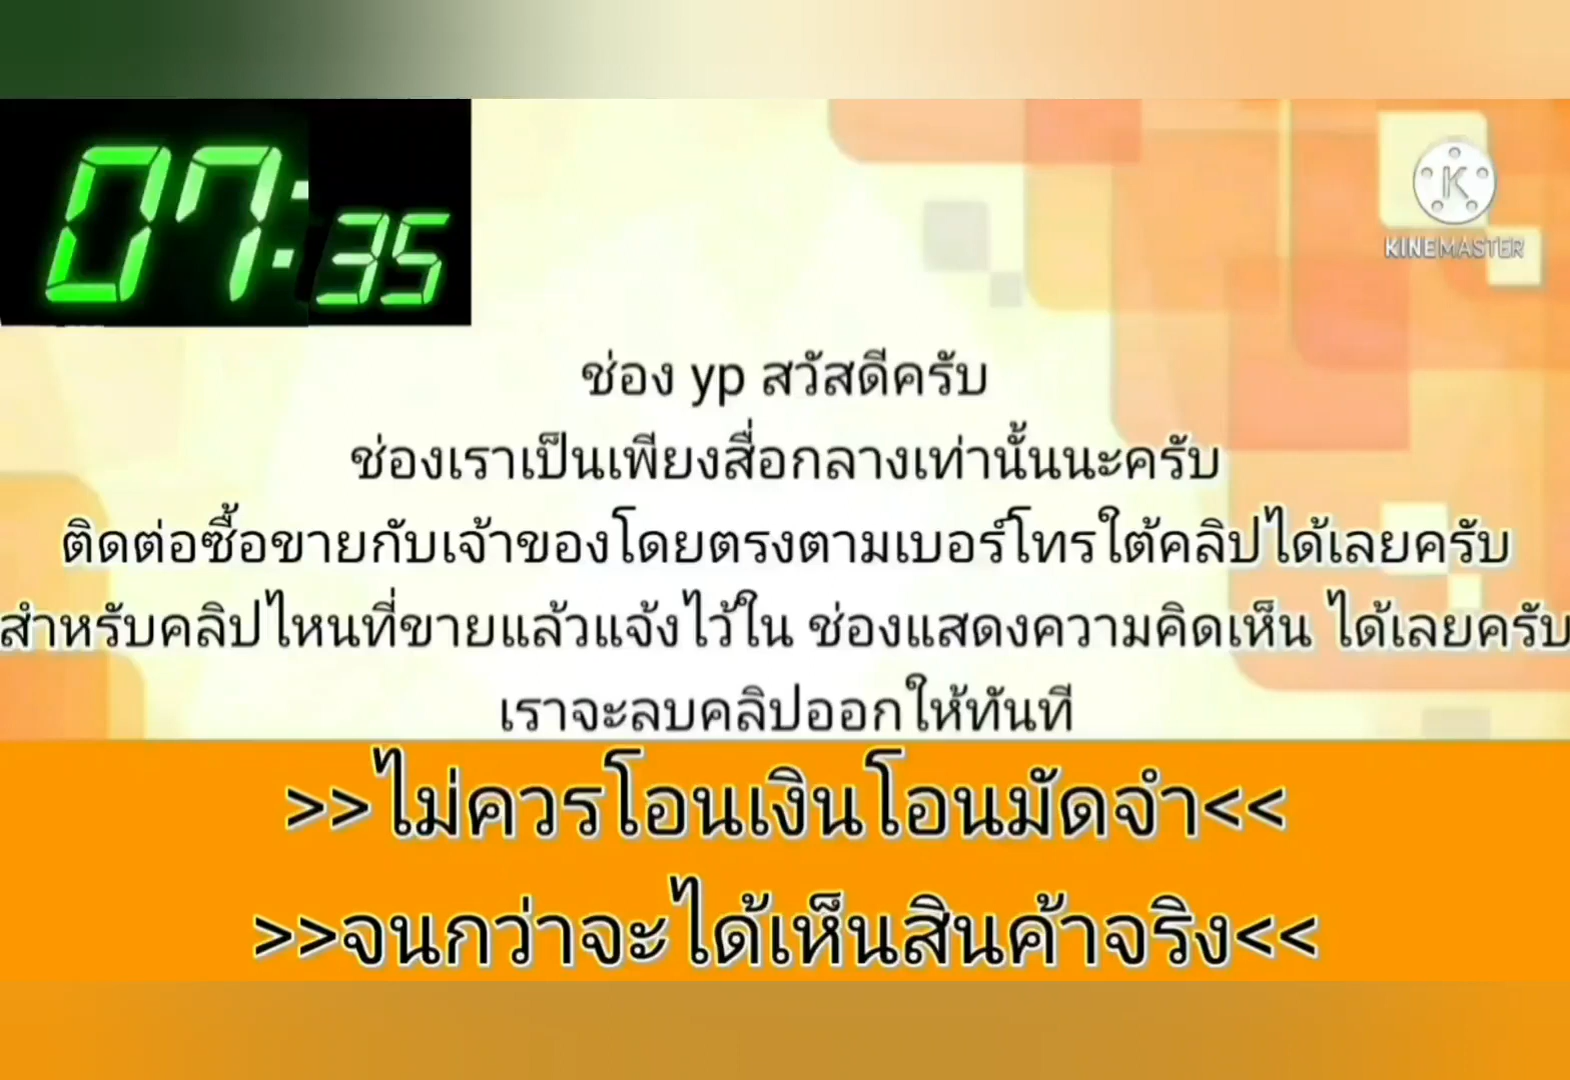 07:35
KINEMASTER
ช่อง yp สวัสดีครับ
ช่องเราเป็นเพียงสื่อกลางเท่านั้นนะครับ
ติดต่อซื้อขายกับเจ้าของโดยตรงตามเบอร์โทรใต้คลิปได้เลยครับ
สำหรับคลิปไหนที่ขายแล้วแจ้งไว้ใน ช่องแสดงความคิดเห็น ได้เลยครับ
เราจะลบคลิปออกให้ทันที
>>ไม่ควรโอนเงินโอนมัดจำ<<
>>จนกว่าจะได้เห็นสินค้าจริง<<